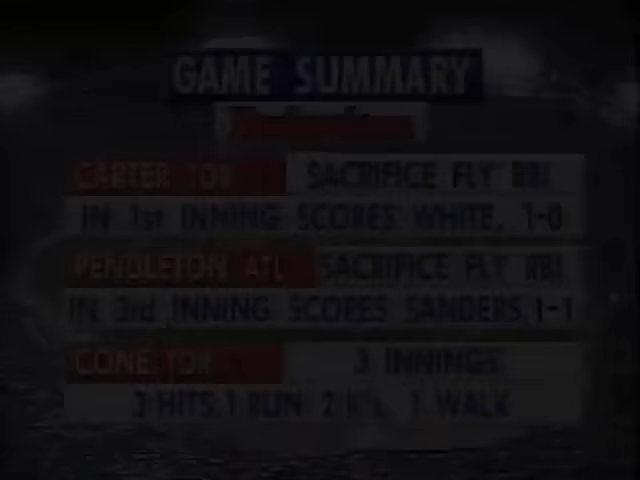 GAME SUMMARY
CARTER TOR SACRIFICE FLY RBI
IN 1st INNING SCORES WHITE, 1-0
PENDLETON ATL SACRIFICE FLY RBI
IN 3rd INNING SCORES SANDERS, 1-1
CONE TOR 3 INNINGS
3 HITS, 1 RUN 2 K's, 1 WALK